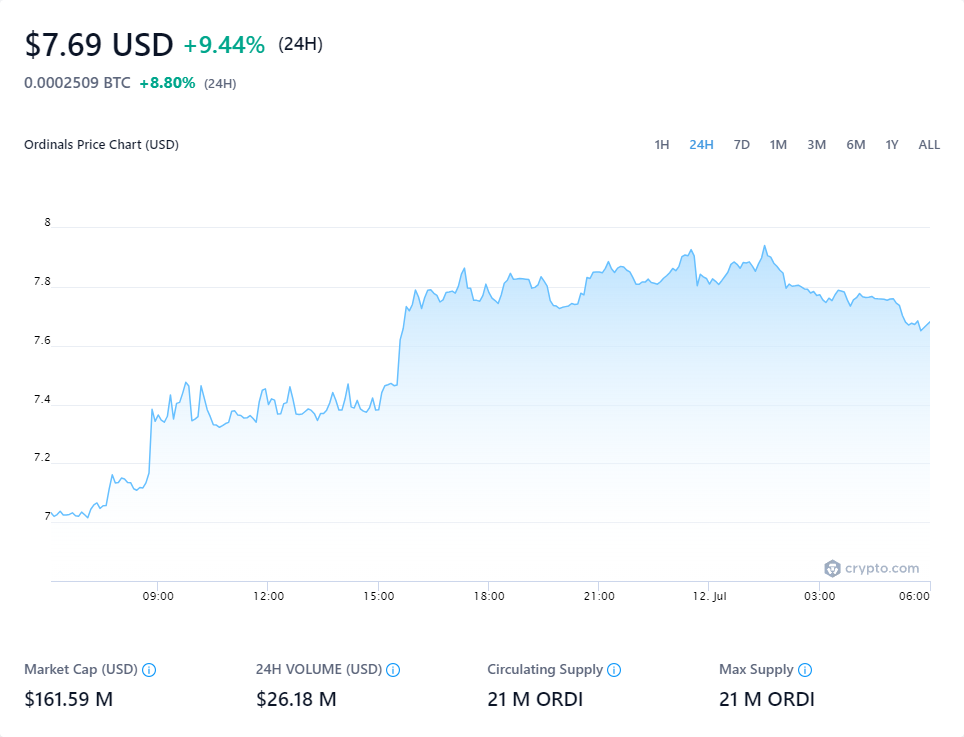 $7.69 USD +9.44% (24H)
0.0002509 BTC +8.80% (24H)
Ordinals Price Chart (USD) 1H 24H 7D 1M 3M 6M 1Y ALL
8
7.8
7.6
7.4
7.2
7
crypto.com
09:00 12:00 15:00 18:00 21:00 12. Jul 03:00 06:00
Market Cap (USD) 24H VOLUME (USD) Circulating Supply Max Supply
$161.59 M $26.18 M 21 M ORDI 21 M ORDI